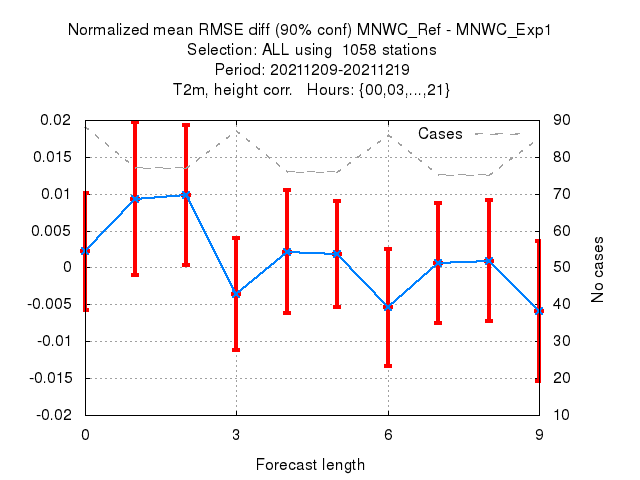 Normalized mean RMSE diff (90% conf) MNWC_Ref - MNWC_Exp1
Selection: ALL using  1058 stations
Period: 20211209-20211219
T2m, height corr.   Hours: {00,03,...,21}
Cases
0.02
0.015
0.01
0.005
0
-0.005
-0.01
-0.015
-0.02
90
80
70
60
50
40
30
20
10
No cases
0 3 6 9
Forecast length